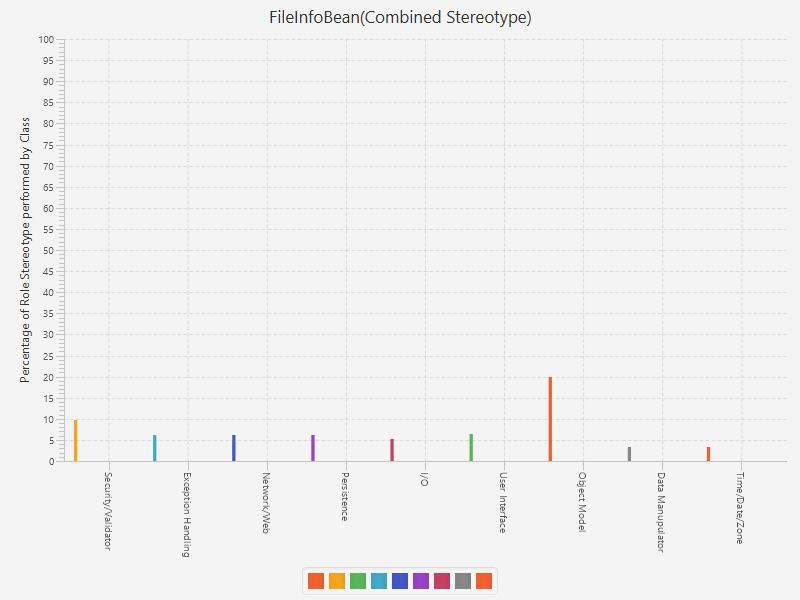 FileInfoBean(Combined Stereotype)
Percentage of Role Stereotype performed by Class
100
95
90
85
80
75
70
65
60
55
50
45
40
35
30
25
20
15
10
5
0
Security/Validator
Exception Handling
Network/Web
Persistence
I/O
User Interface
Object Model
Data Manupulator
Time/Date/Zone